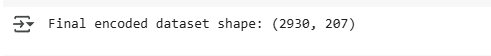 Final encoded dataset shape: (2930, 207)